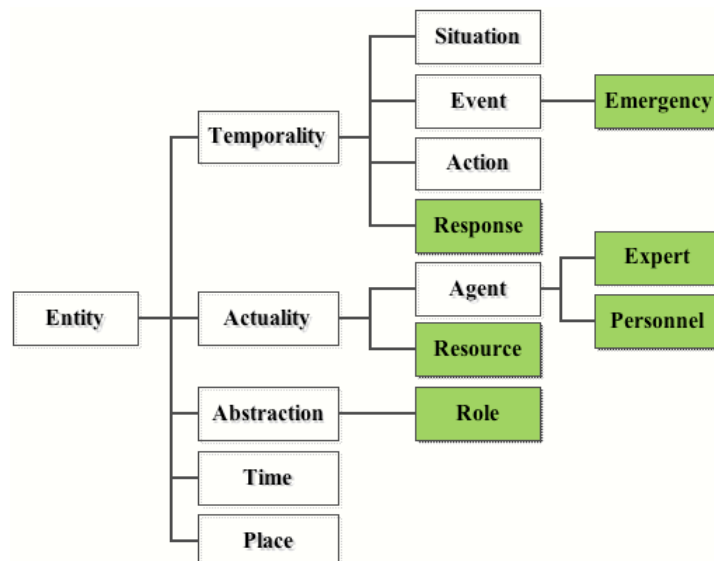 Situation
Event
Emergency
Temporality
Action
Response
Expert
Agent
Entity
Actuality
Personnel
Resource
Abstraction
Role
Time
Place